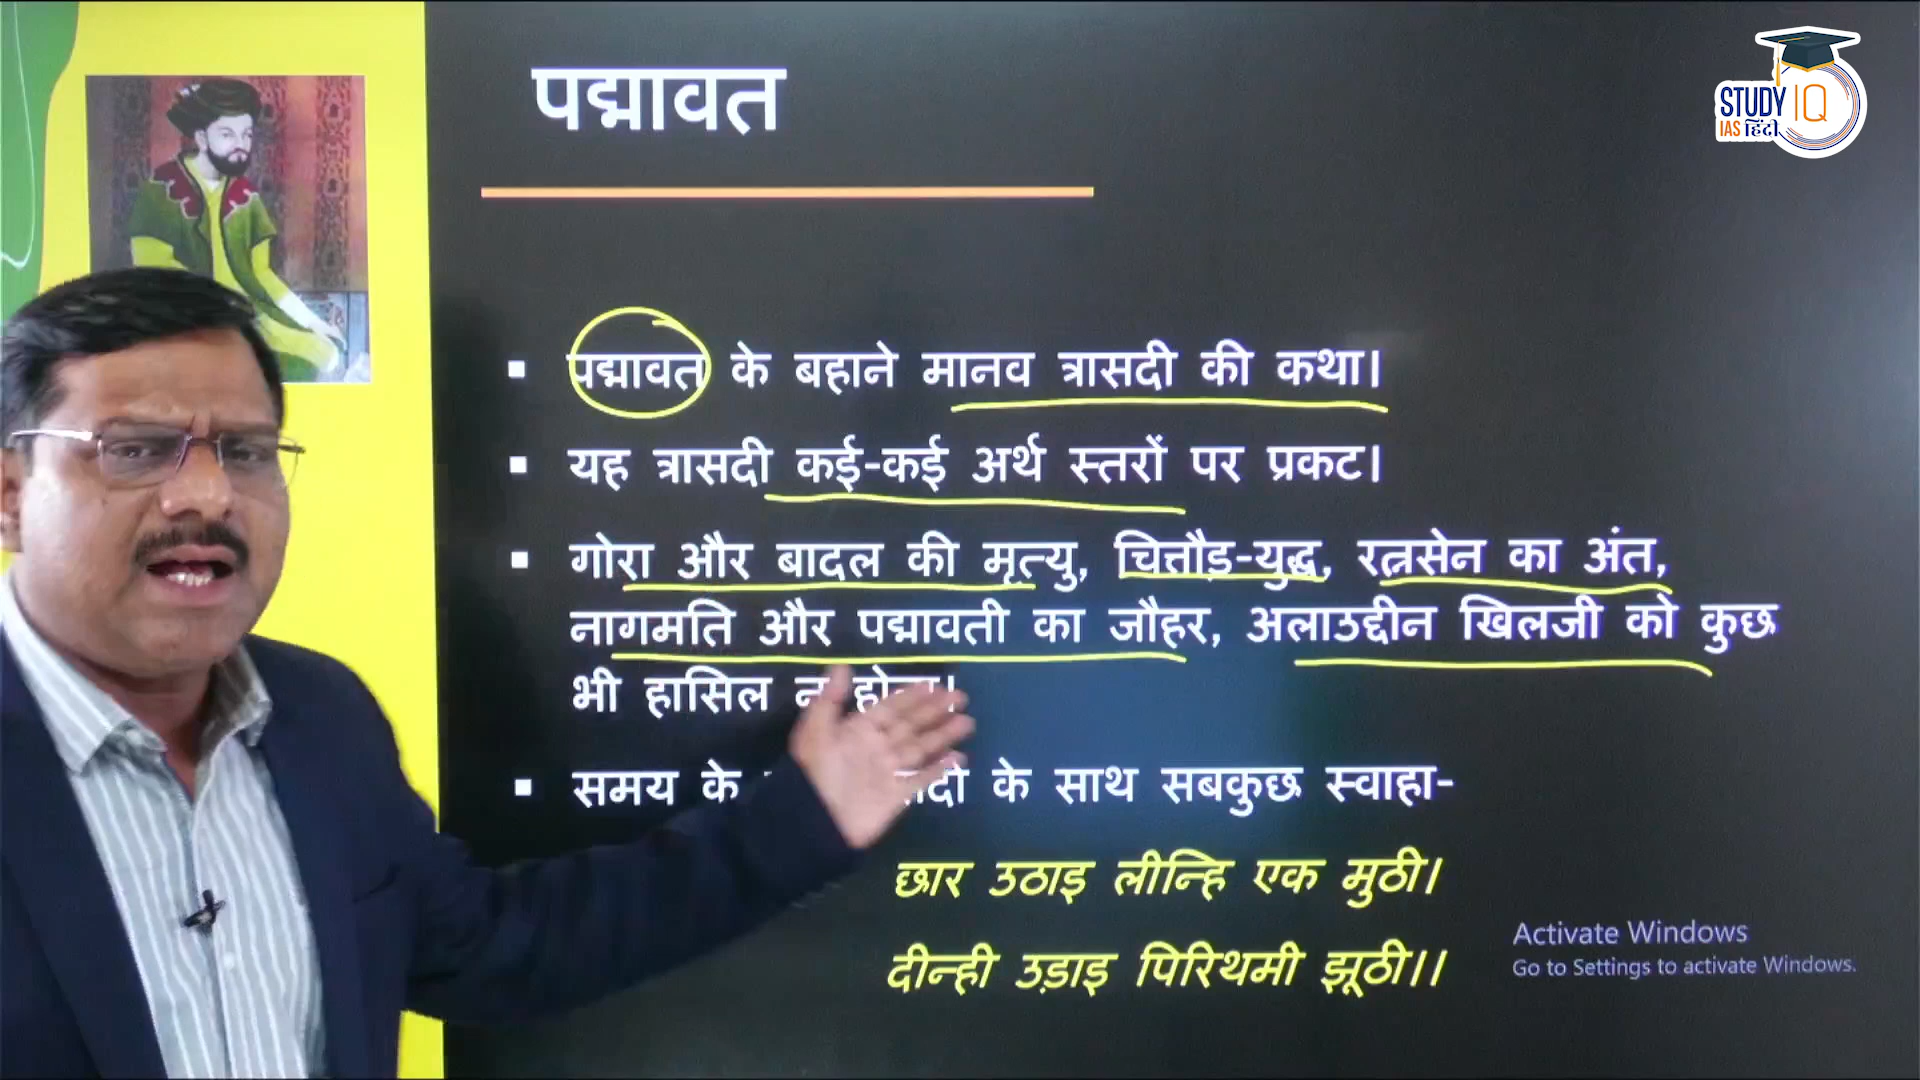 पद्मावत
STUDY IQ
IAS हिंदी
▪ पद्मावत के बहाने मानव त्रासदी की कथा।
▪ यह त्रासदी कई-कई अर्थ स्तरों पर प्रकट।
▪ गोरा और बादल की मृत्यु, चित्तौड़-युद्ध, रत्नसेन का अंत,
नागमति और पद्मावती का जौहर, अलाउद्दीन खिलजी को कुछ
भी हासिल न
▪ समय के के साथ सबकुछ स्वाहा-
छार उठाइ लीन्हि एक मुठी।
दीन्ही उड़ाइ पिरिथमी झूठी।।
Activate Windows
Go to Settings to activate Windows.